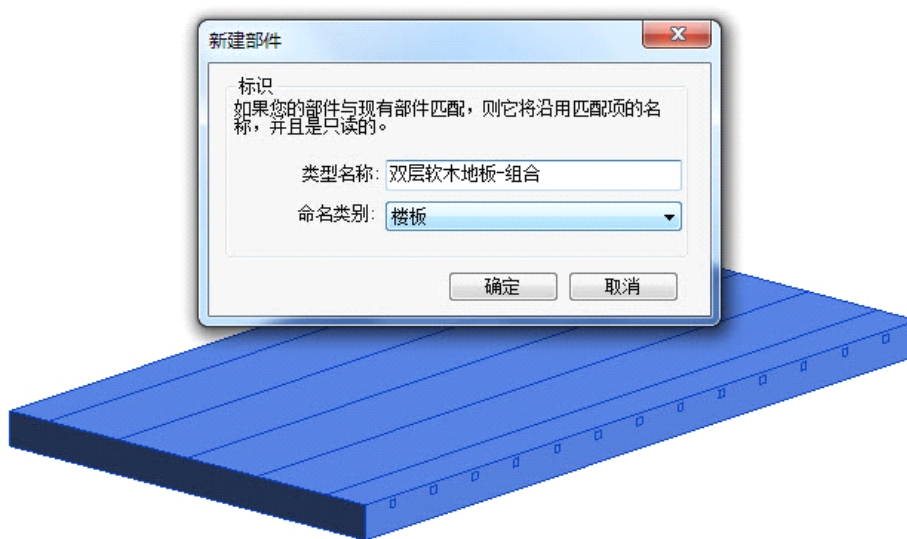 新建部件
标识
如果您的部件与现有部件匹配，则它将沿用匹配项的名
称，并且是只读的。
类型名称: 双层软木地板-组合
命名类别: 楼板
确定 取消